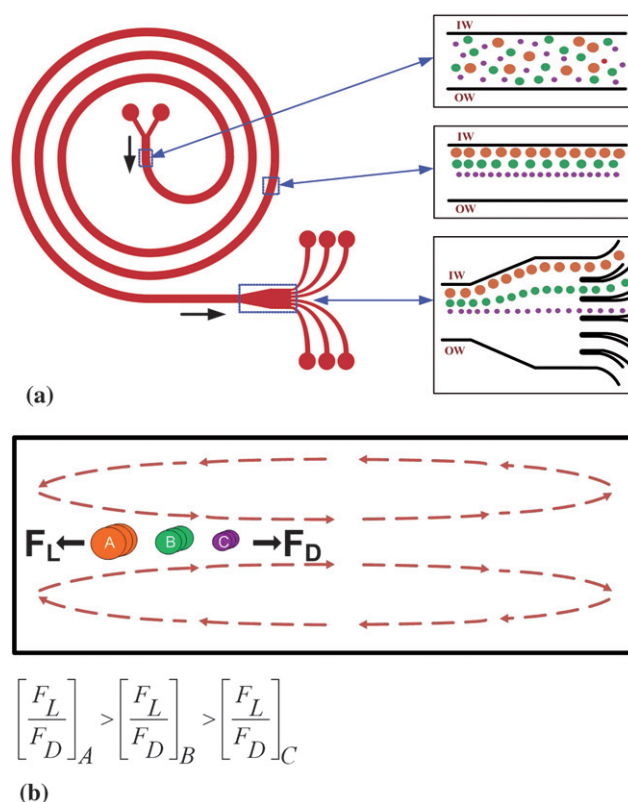 IW
OW
IW
OW
IW
OW
(a)
F_L A B C F_D
[F_L / F_D]_A > [F_L / F_D]_B > [F_L / F_D]_C
(b)